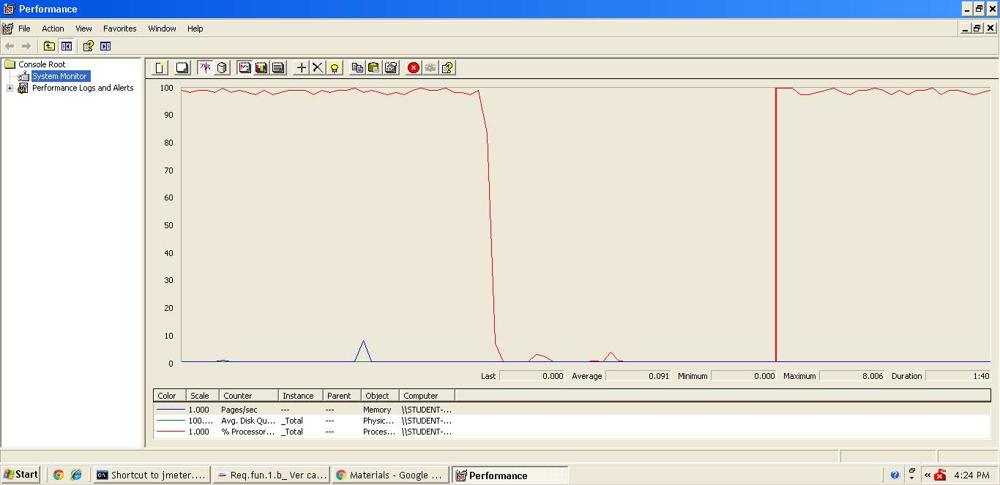 Performance
File Action View Favorites Window Help
Console Root
System Monitor
Performance Logs and Alerts
100
90
80
70
60
50
40
30
20
10
0
Last 0.000 Average 0.091 Minimum 0.000 Maximum 8.006 Duration 1:40
Color Scale Counter Instance Parent Object Computer
1.000 Pages/sec --- --- Memory \\STUDENT-...
100.... Avg. Disk Qu... _Total --- Physic... \\STUDENT-...
1.000 % Processor... _Total --- Proces... \\STUDENT-...
Start Shortcut to jmeter.... Req.fun.1.b_ Ver ca... Materials - Google ... Performance 4:24 PM